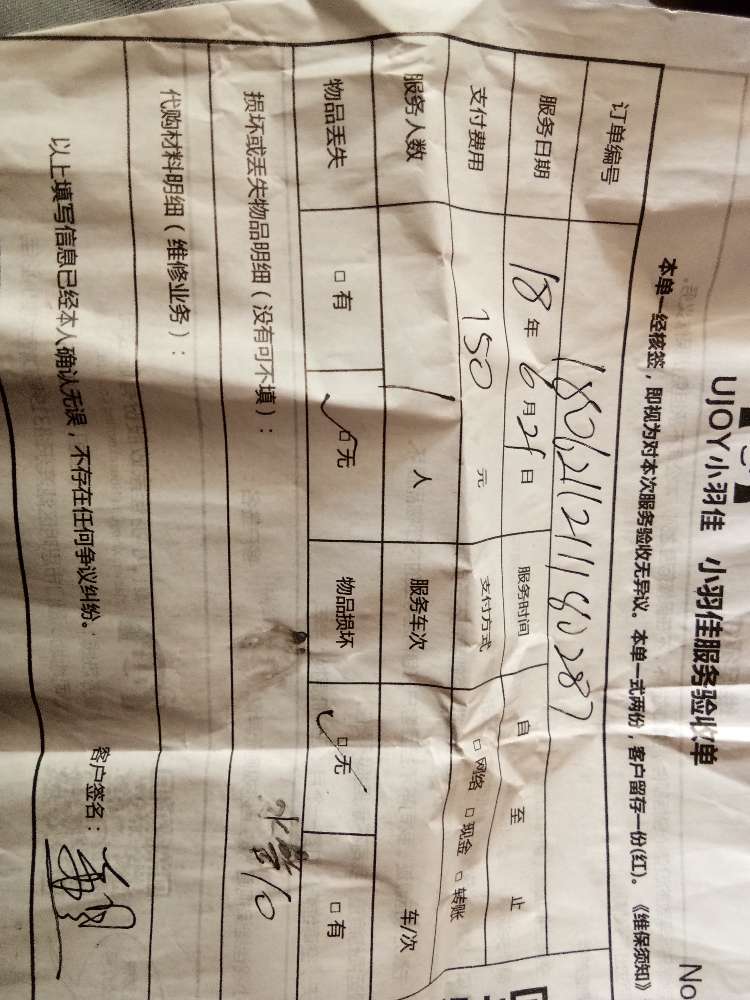 UJOY小羽佳 小羽佳服务验收单
No
本单一经核签，即视为对本次服务验收无异议。本单一式两份，客户留存一份(红)。《维保须知》
订单编号
服务日期 18年6月21日 服务时间 自 至 止
支付费用 150 元 支付方式 □网络 □现金 □转账
服务人数 1 人 服务车次 车/次
物品丢失 □有 ✓□无 物品损坏 ✓□无 □有
损坏或丢失物品明细（没有可不填）：
代购材料明细（维修业务）：
以上填写信息已经本人确认无误，不存在任何争议纠纷。
客户签名：